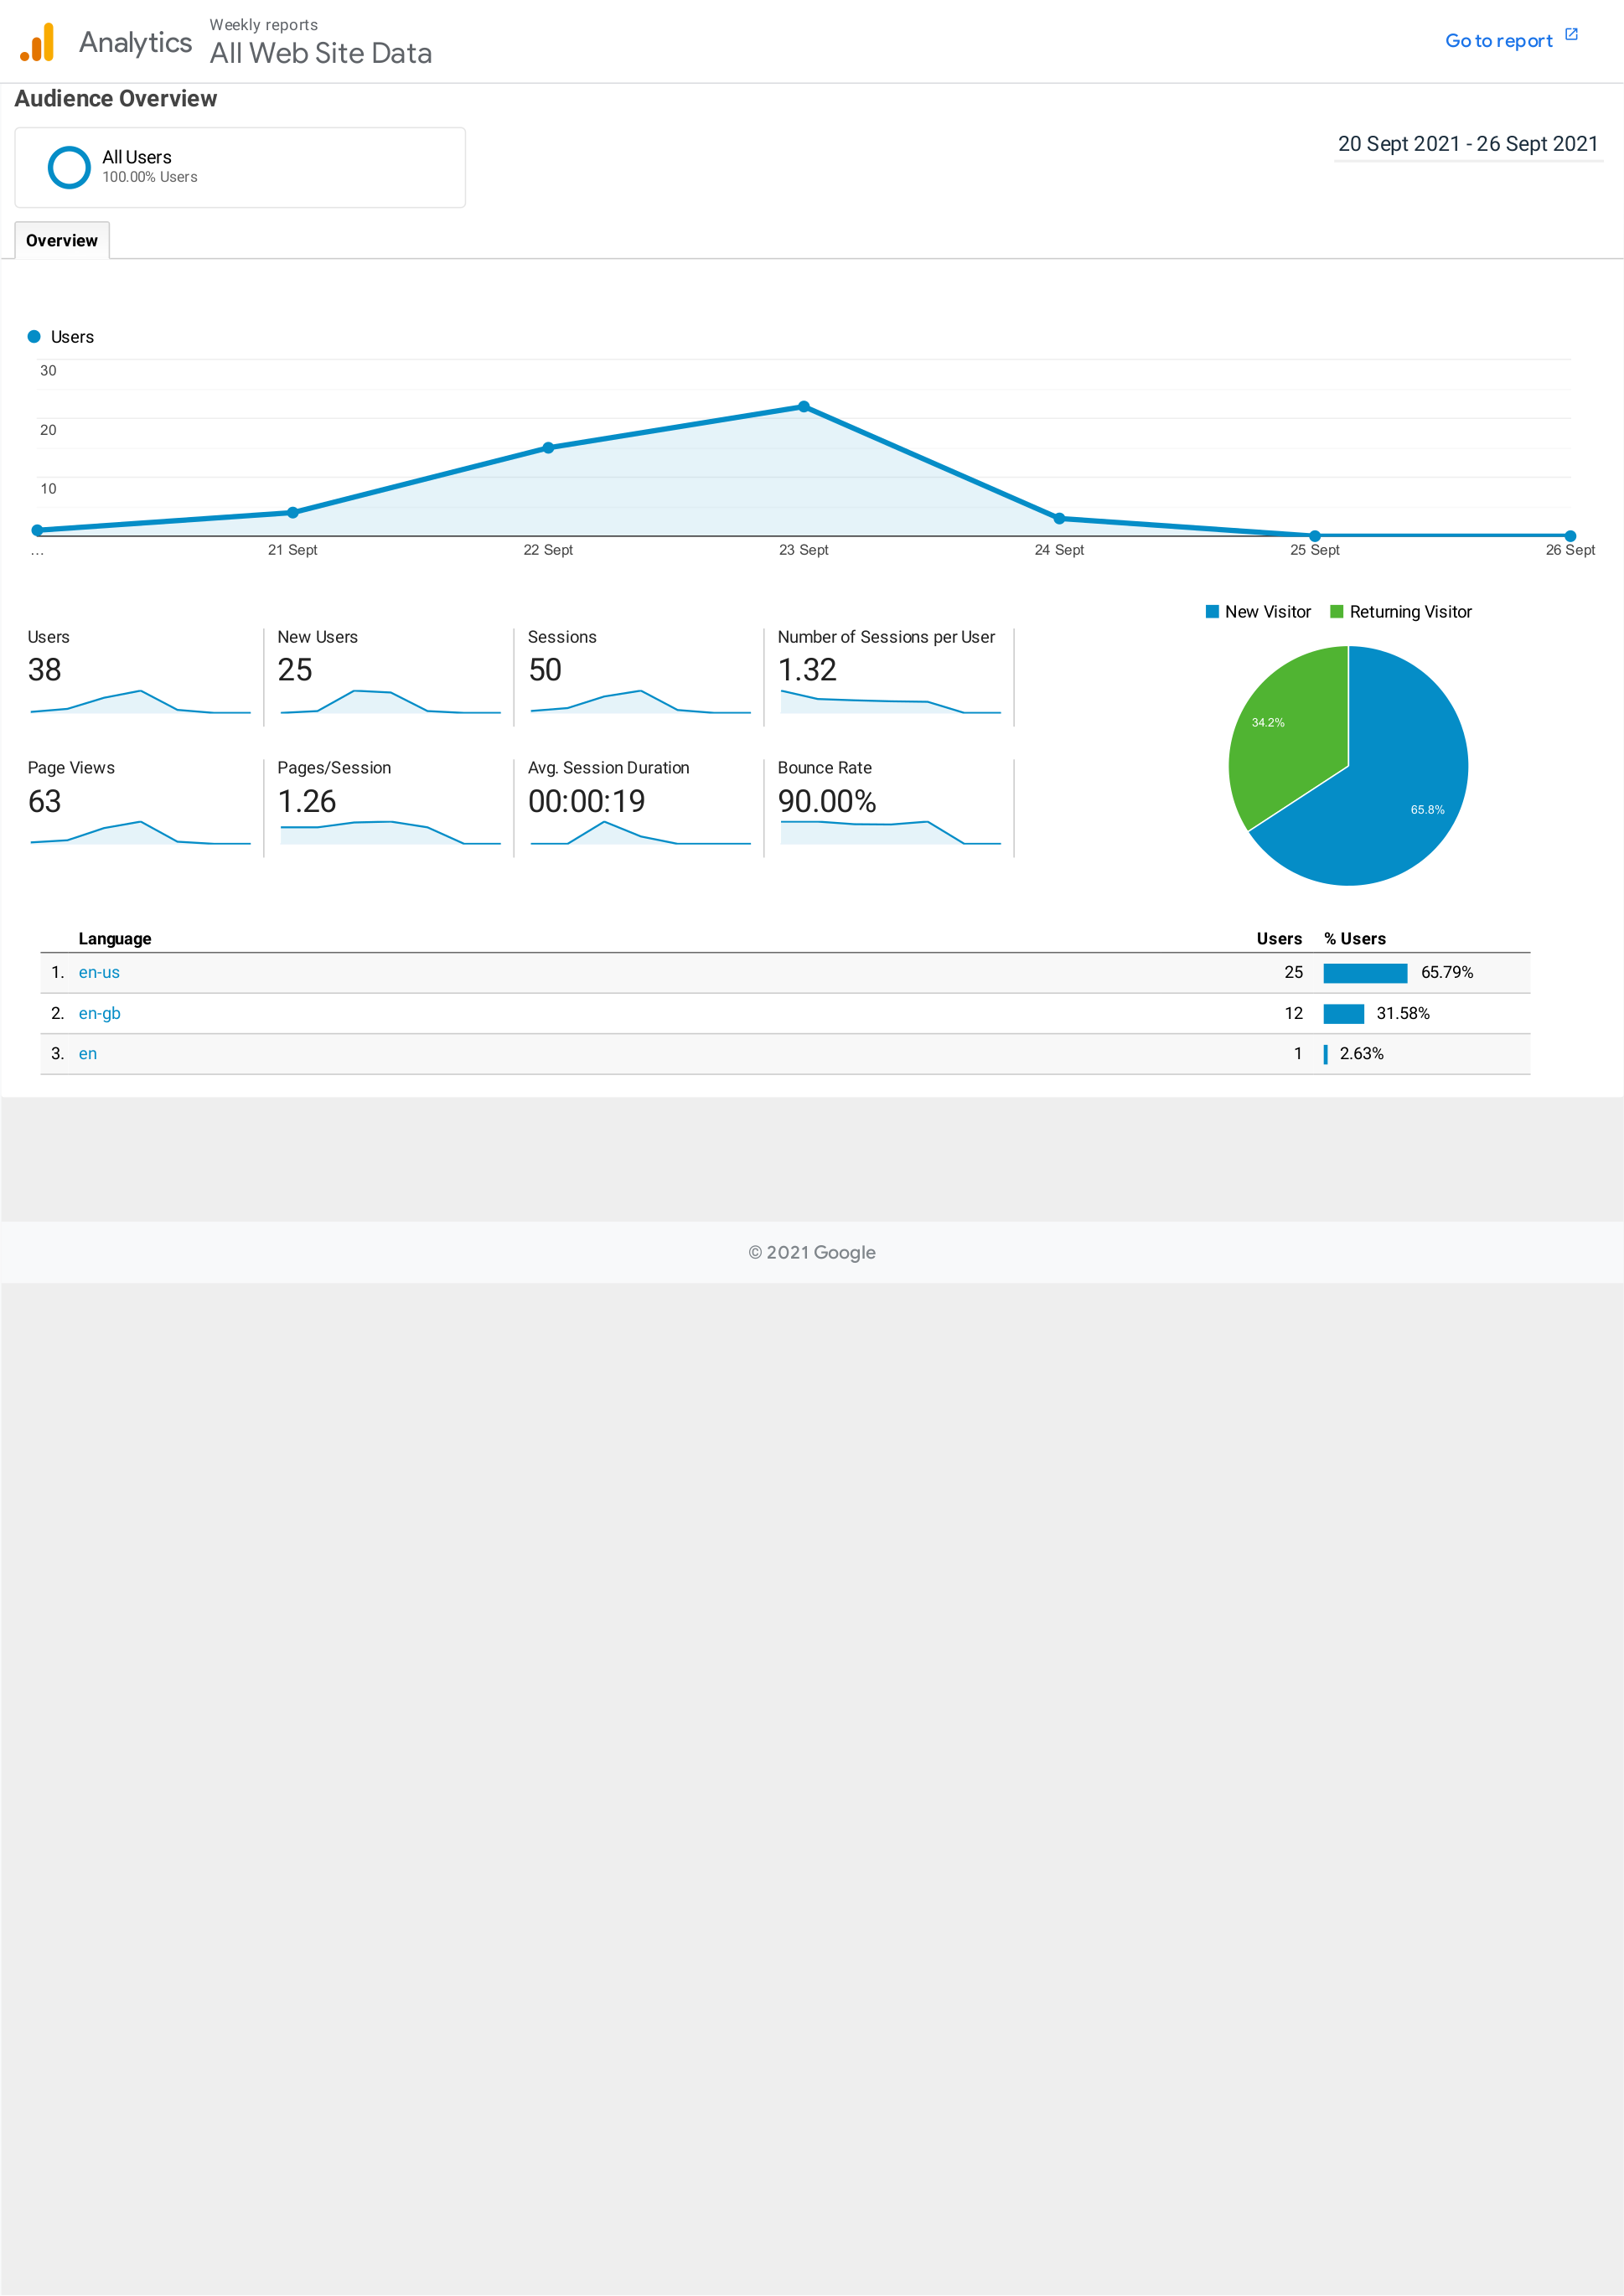 Analytics
Weekly reports
All Web Site Data
Go to report
Audience Overview
All Users
100.00% Users
20 Sept 2021 - 26 Sept 2021
Overview
Users
30
20
10
... 21 Sept 22 Sept 23 Sept 24 Sept 25 Sept 26 Sept
New Visitor Returning Visitor
Users New Users Sessions Number of Sessions per User
38 25 50 1.32
34.2%
65.8%
Page Views Pages/Session Avg. Session Duration Bounce Rate
63 1.26 00:00:19 90.00%
Language Users % Users
1. en-us 25 65.79%
2. en-gb 12 31.58%
3. en 1 2.63%
© 2021 Google